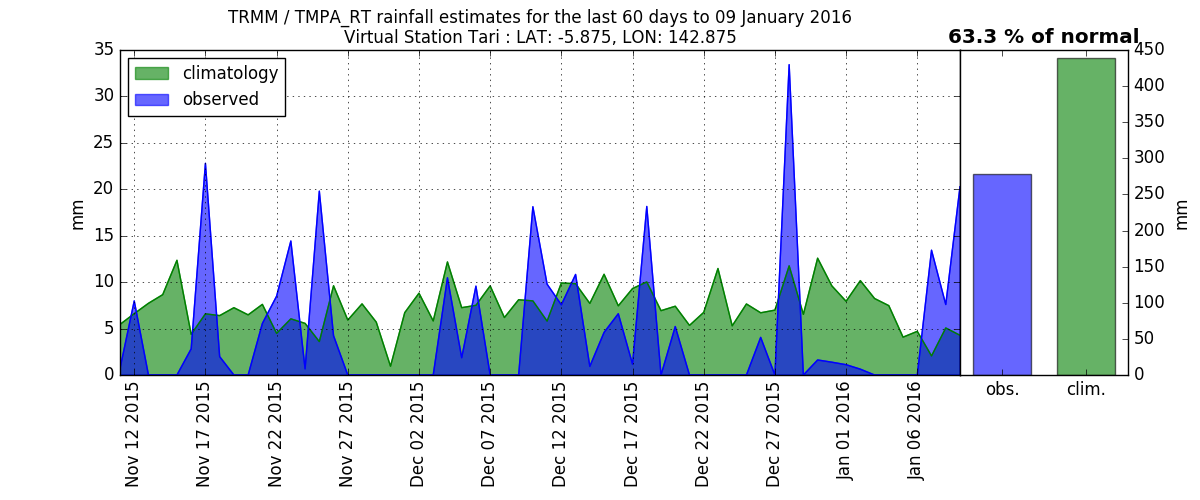 TRMM / TMPA_RT rainfall estimates for the last 60 days to 09 January 2016
Virtual Station Tari : LAT: -5.875, LON: 142.875
63.3 % of normal
climatology
observed
35
30
25
20
15
10
5
0
mm
450
400
350
300
250
200
150
100
50
0
mm
Nov 12 2015
Nov 17 2015
Nov 22 2015
Nov 27 2015
Dec 02 2015
Dec 07 2015
Dec 12 2015
Dec 17 2015
Dec 22 2015
Dec 27 2015
Jan 01 2016
Jan 06 2016
obs.
clim.